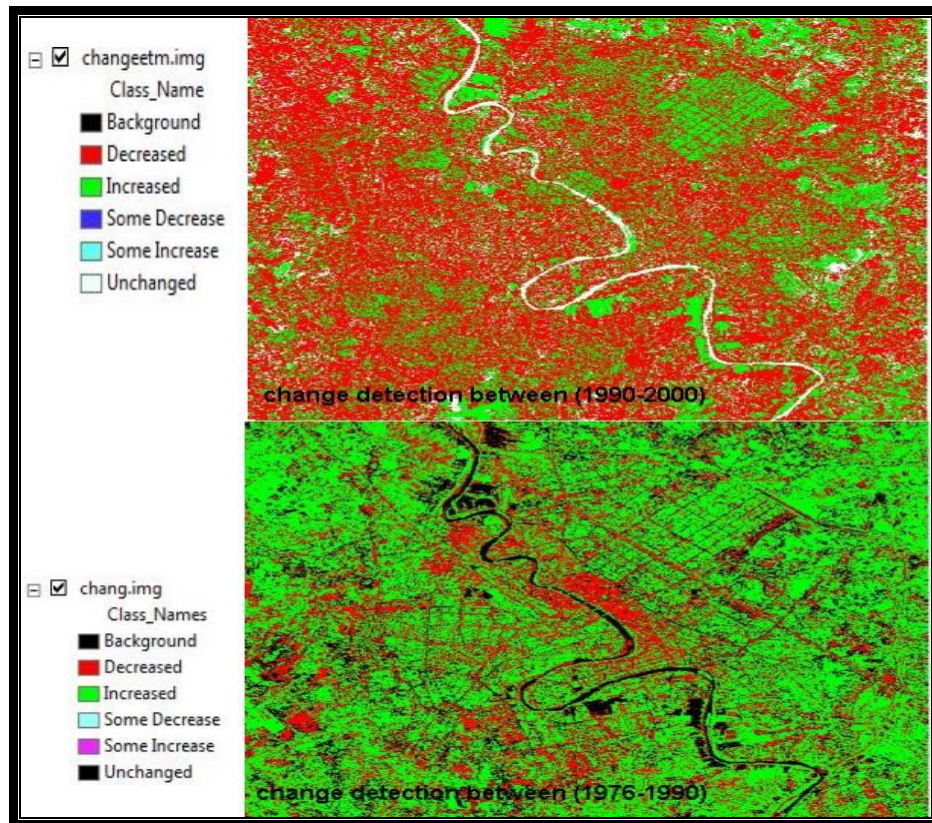 changeetm.img
Class_Name
Background
Decreased
Increased
Some Decrease
Some Increase
Unchanged
change detection between (1990-2000)
chang.img
Class_Names
Background
Decreased
Increased
Some Decrease
Some Increase
Unchanged
change detection between (1976-1990)